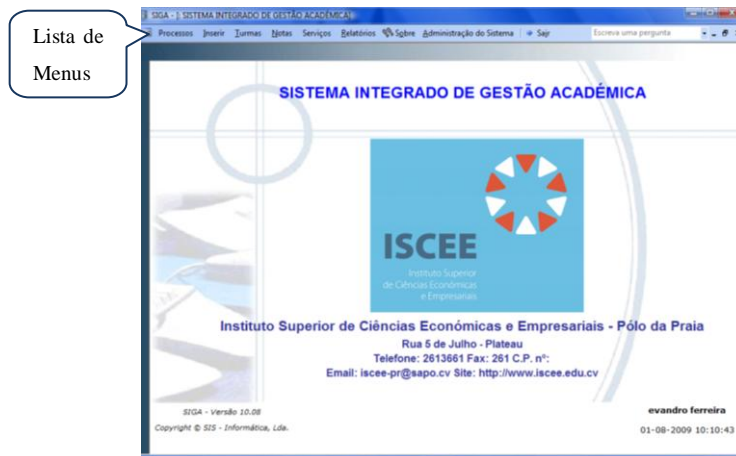 Lista de
Menus
SIGA - [: SISTEMA INTEGRADO DE GESTÃO ACADÉMICA]
Processos Inserir Turmas Notas Serviços Relatórios Sobre Administração do Sistema Sair Escreva uma pergunta
SISTEMA INTEGRADO DE GESTÃO ACADÉMICA
ISCEE
Instituto Superior
de Ciências Económicas
e Empresariais
Instituto Superior de Ciências Económicas e Empresariais - Pólo da Praia
Rua 5 de Julho - Plateau
Telefone: 2613661 Fax: 261 C.P. nº:
Email: iscee-pr@sapo.cv Site: http://www.iscee.edu.cv
SIGA - Versão 10.08
evandro ferreira
Copyright © SIS - Informática, Lda.
01-08-2009 10:10:43